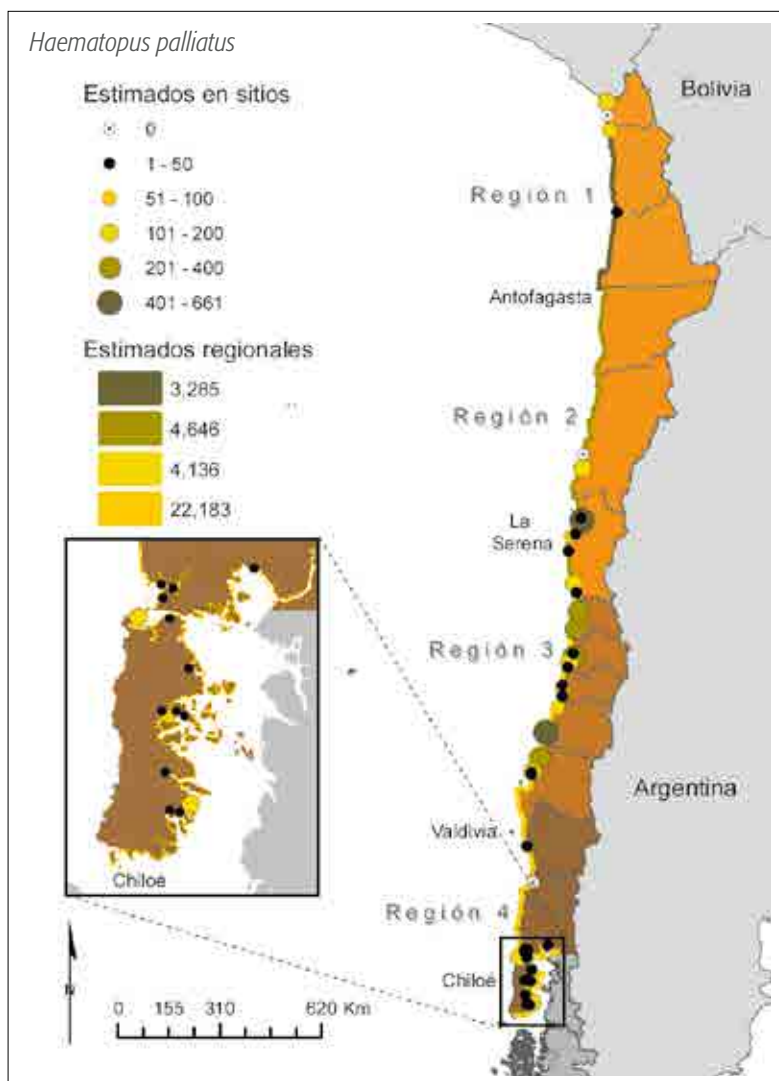 Haematopus palliatus
Estimados en sitios
0
1 - 50
51 - 100
101 - 200
201 - 400
401 - 661
Estimados regionales
3,285
4,646
4,136
22,183
Bolivia
Región 1
Antofagasta
Región 2
La
Serena
Región 3
Argentina
Valdivia
Región 4
Chiloé
Chiloé
N
0 155 310 620 Km